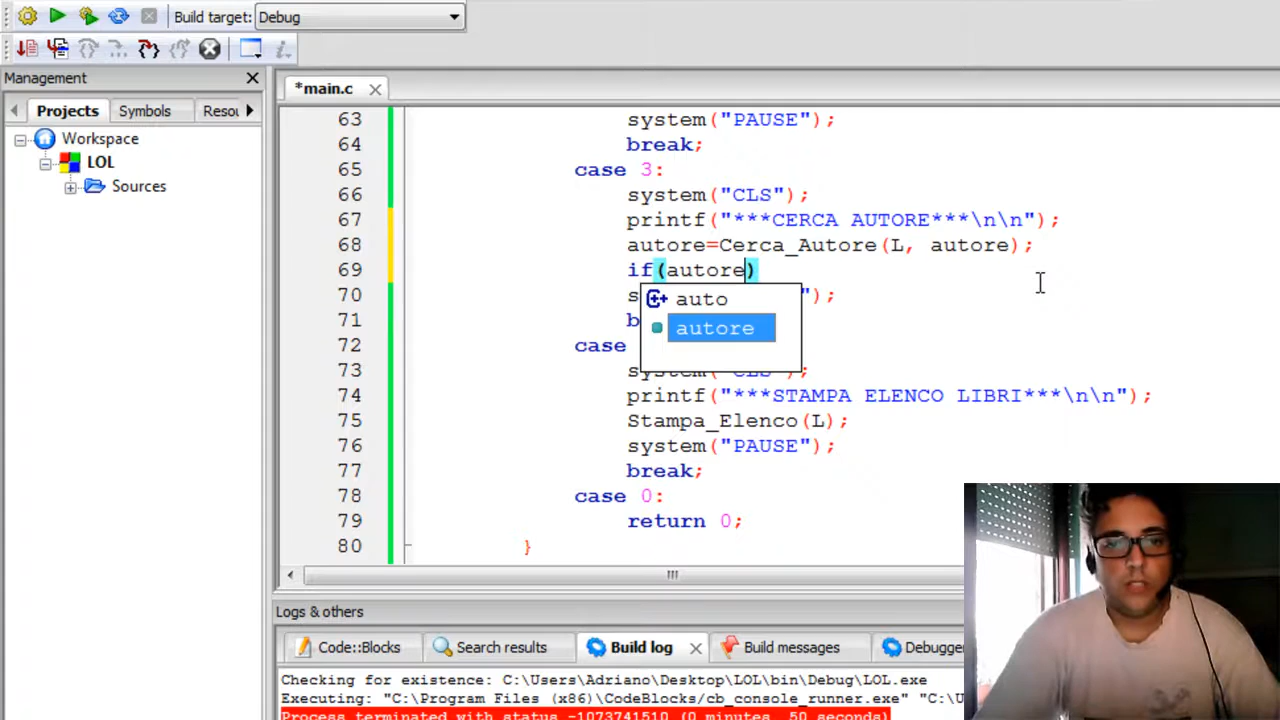 Build target: Debug
Management
*main.c
Projects Symbols Resou
Workspace
LOL
Sources
63 system("PAUSE");
64 break;
65 case 3:
66 system("CLS");
67 printf("***CERCA AUTORE***\n\n");
68 autore=Cerca_Autore(L, autore);
69 if(autore)
70 s ");
auto
71 b
autore
72 case
73
74 printf("***STAMPA ELENCO LIBRI***\n\n");
75 Stampa_Elenco(L);
76 system("PAUSE");
77 break;
78 case 0:
79 return 0;
80 }
Logs & others
Code::Blocks Search results Build log Build messages Debugger
Checking for existence: C:\Users\Adriano\Desktop\LOL\bin\Debug\LOL.exe
Executing: "C:\Program Files (x86)\CodeBlocks/cb_console_runner.exe" "C:\U
Process terminated with status -1073741510 (0 minutes, 50 seconds)